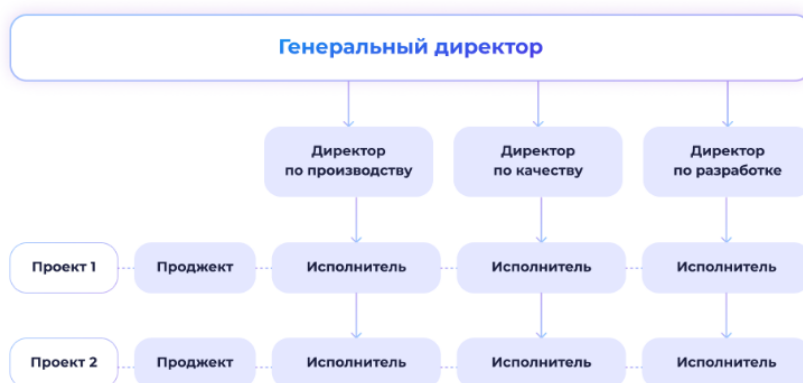 Генеральный директор
Директор
по производству
Директор
по качеству
Директор
по разработке
Проект 1
Проджект
Исполнитель
Исполнитель
Исполнитель
Проект 2
Проджект
Исполнитель
Исполнитель
Исполнитель